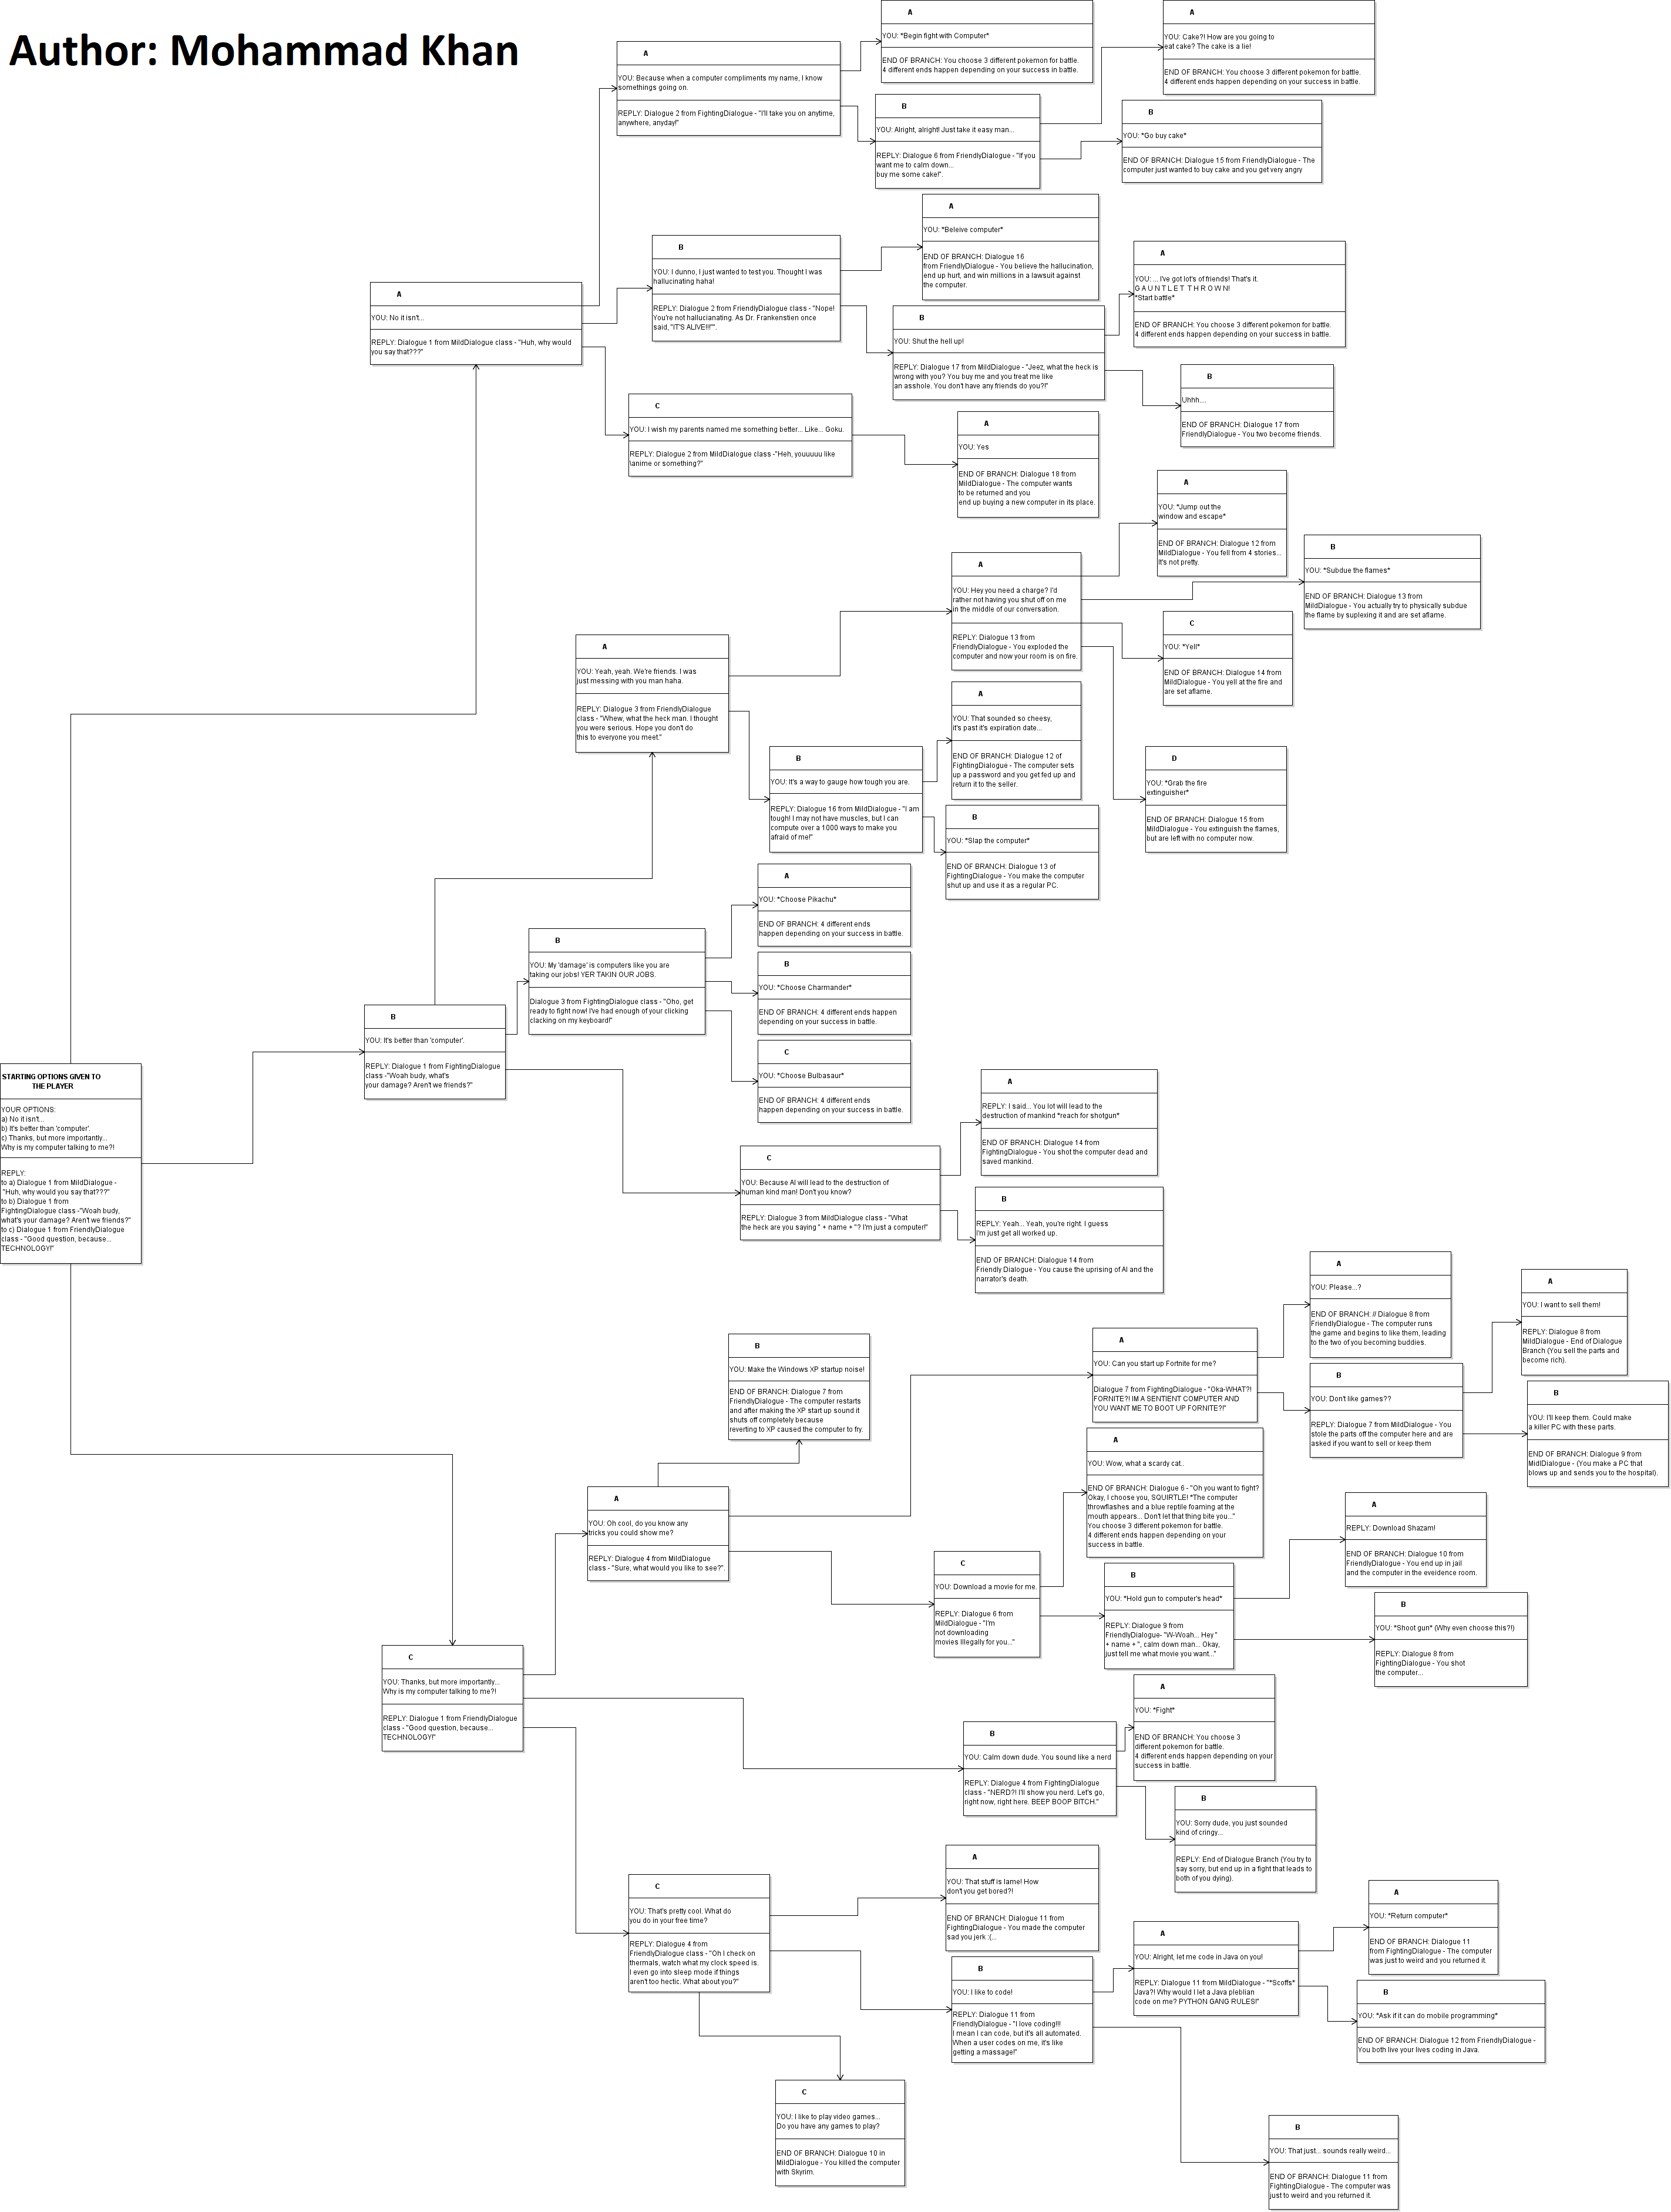 Author: Mohammad Khan
A
YOU: *Begin fight with Computer*
END OF BRANCH: You choose 3 different pokemon for battle.
4 different ends happen depending on your success in battle.
A
YOU: Cake?! How are you going to
eat cake? The cake is a lie!
END OF BRANCH: You choose 3 different pokemon for battle.
4 different ends happen depending on your success in battle.
A
YOU: Because when a computer compliments my name, I know
somethings going on.
REPLY: Dialogue 2 from FightingDialogue - "I'll take you on anytime,
anywhere, anyday!"
B
YOU: Alright, alright! Just take it easy man...
REPLY: Dialogue 6 from FriendlyDialogue - "If you
want me to calm down...
buy me some cake!".
B
YOU: *Go buy cake*
END OF BRANCH: Dialogue 15 from FriendlyDialogue - The
computer just wanted to buy cake and you get very angry
A
YOU: *Beleive computer*
END OF BRANCH: Dialogue 16
from FriendlyDialogue - You believe the hallucination,
end up hurt, and win millions in a lawsuit against
the computer.
B
YOU: I dunno, I just wanted to test you. Thought I was
hallucinating haha!
REPLY: Dialogue 2 from FriendlyDialogue class - "Nope!
You're not hallucianating. As Dr. Frankenstien once
said, "IT'S ALIVE!!!"".
A
YOU: ... I've got lot's of friends! That's it.
G A U N T L E T  T H R O W N!
*Start battle*
END OF BRANCH: You choose 3 different pokemon for battle.
4 different ends happen depending on your success in battle.
A
YOU: No it isn't...
REPLY: Dialogue 1 from MildDialogue class - "Huh, why would
you say that???"
B
YOU: Shut the hell up!
REPLY: Dialogue 17 from MildDialogue - "Jeez, what the heck is
wrong with you? You buy me and you treat me like
an asshole. You don't have any friends do you?!"
B
Uhhh....
END OF BRANCH: Dialogue 17 from
FriendlyDialogue - You two become friends.
C
YOU: I wish my parents named me something better... Like... Goku.
REPLY: Dialogue 2 from MildDialogue class -"Heh, youuuuu like
\anime or something?"
A
YOU: Yes
END OF BRANCH: Dialogue 18 from
MildDialogue - The computer wants
to be returned and you
end up buying a new computer in its place.
A
YOU: *Jump out the
window and escape*
END OF BRANCH: Dialogue 12 from
MildDialogue - You fell from 4 stories...
It's not pretty.
B
YOU: *Subdue the flames*
END OF BRANCH: Dialogue 13 from
MildDialogue - You actually try to physically subdue
the flame by suplexing it and are set aflame.
A
YOU: Hey you need a charge? I'd
rather not having you shut off on me
in the middle of our conversation.
REPLY: Dialogue 13 from
FriendlyDialogue - You exploded the
computer and now your room is on fire.
C
YOU: *Yell*
END OF BRANCH: Dialogue 14 from
MildDialogue - You yell at the fire and
are set aflame.
A
YOU: Yeah, yeah. We're friends. I was
just messing with you man haha.
REPLY: Dialogue 3 from FriendlyDialogue
class - "Whew, what the heck man. I thought
you were serious. Hope you don't do
this to everyone you meet."
A
YOU: That sounded so cheesy,
it's past it's expiration date...
END OF BRANCH: Dialogue 12 of
FightingDialogue - The computer sets
up a password and you get fed up and
return it to the seller.
B
YOU: It's a way to gauge how tough you are.
REPLY: Dialogue 16 from MildDialogue - "I am
tough! I may not have muscles, but I can
compute over a 1000 ways to make you
afraid of me!"
D
YOU: *Grab the fire
extinguisher*
END OF BRANCH: Dialogue 15 from
MildDialogue - You extinguish the flames,
but are left with no computer now.
B
YOU: *Slap the computer*
END OF BRANCH: Dialogue 13 of
FightingDialogue - You make the computer
shut up and use it as a regular PC.
A
YOU: *Choose Pikachu*
END OF BRANCH: 4 different ends
happen depending on your success in battle.
B
YOU: My 'damage' is computers like you are
taking our jobs! YER TAKIN OUR JOBS.
Dialogue 3 from FightingDialogue class - "Oho, get
ready to fight now! I've had enough of your clicking
clacking on my keyboard!"
B
YOU: *Choose Charmander*
END OF BRANCH: 4 different ends happen
depending on your success in battle.
B
YOU: It's better than 'computer'.
REPLY: Dialogue 1 from FightingDialogue
class -"Woah budy, what's
your damage? Aren't we friends?"
C
YOU: *Choose Bulbasaur*
END OF BRANCH: 4 different ends
happen depending on your success in battle.
STARTING OPTIONS GIVEN TO
THE PLAYER
YOUR OPTIONS:
a) No it isn't...
b) It's better than 'computer'.
c) Thanks, but more importantly...
Why is my computer talking to me?!
REPLY:
to a) Dialogue 1 from MildDialogue -
"Huh, why would you say that???"
to b) Dialogue 1 from
FightingDialogue class -"Woah budy,
what's your damage? Aren't we friends?"
to c) Dialogue 1 from FriendlyDialogue
class - "Good question, because...
TECHNOLOGY!"
A
REPLY: I said... You lot will lead to the
destruction of mankind *reach for shotgun*
END OF BRANCH: Dialogue 14 from
FightingDialogue - You shot the computer dead and
saved mankind.
C
YOU: Because AI will lead to the destruction of
human kind man! Don't you know?
REPLY: Dialogue 3 from MildDialogue class - "What
the heck are you saying " + name + "? I'm just a computer!"
B
REPLY: Yeah... Yeah, you're right. I guess
I'm just get all worked up.
END OF BRANCH: Dialogue 14 from
Friendly Dialogue - You cause the uprising of AI and the
narrator's death.
A
YOU: Please...?
END OF BRANCH: // Dialogue 8 from
FriendlyDialogue - The computer runs
the game and begins to like them, leading
to the two of you becoming buddies.
A
YOU: I want to sell them!
REPLY: Dialogue 8 from
MildDialogue - End of Dialogue
Branch (You sell the parts and
become rich).
B
YOU: Make the Windows XP startup noise!
END OF BRANCH: Dialogue 7 from
FriendlyDialogue - The computer restarts
and after making the XP start up sound it
shuts off completely because
reverting to XP caused the computer to fry.
A
YOU: Can you start up Fortnite for me?
Dialogue 7 from FightingDialogue - "Oka-WHAT?!
FORNITE?! IM A SENTIENT COMPUTER AND
YOU WANT ME TO BOOT UP FORNITE?!"
B
YOU: Don't like games??
REPLY: Dialogue 7 from MildDialogue - You
stole the parts off the computer here and are
asked if you want to sell or keep them
B
YOU: I'll keep them. Could make
a killer PC with these parts.
END OF BRANCH: Dialogue 9 from
MidlDialogue - (You make a PC that
blows up and sends you to the hospital).
A
YOU: Wow, what a scardy cat..
END OF BRANCH: Dialogue 6 - "Oh you want to fight?
Okay, I choose you, SQUIRTLE! *The computer
throwflashes and a blue reptile foaming at the
mouth appears... Don't let that thing bite you..."
You choose 3 different pokemon for battle.
4 different ends happen depending on your
success in battle.
A
YOU: Oh cool, do you know any
tricks you could show me?
REPLY: Dialogue 4 from MildDialogue
class - "Sure, what would you like to see?".
A
REPLY: Download Shazam!
END OF BRANCH: Dialogue 10 from
FriendlyDialogue - You end up in jail
and the computer in the eveidence room.
C
YOU: Download a movie for me.
REPLY: Dialogue 6 from
MildDialogue - "I'm
not downloading
movies Illegally for you..."
B
YOU: *Hold gun to computer's head*
REPLY: Dialogue 9 from
FriendlyDialogue- "W-Woah... Hey "
+ name + ", calm down man... Okay,
just tell me what movie you want..."
B
YOU: *Shoot gun* (Why even choose this?!)
REPLY: Dialogue 8 from
FightingDialogue - You shot
the computer...
C
YOU: Thanks, but more importantly...
Why is my computer talking to me?!
REPLY: Dialogue 1 from FriendlyDialogue
class - "Good question, because...
TECHNOLOGY!"
A
YOU: *Fight*
END OF BRANCH: You choose 3
different pokemon for battle.
4 different ends happen depending on your
success in battle.
B
YOU: Calm down dude. You sound like a nerd
REPLY: Dialogue 4 from FightingDialogue
class - "NERD?! I'll show you nerd. Let's go,
right now, right here. BEEP BOOP BITCH."
B
YOU: Sorry dude, you just sounded
kind of cringy...
REPLY: End of Dialogue Branch (You try to
say sorry, but end up in a fight that leads to
both of you dying).
A
YOU: That stuff is lame! How
don't you get bored?!
END OF BRANCH: Dialogue 11 from
FightingDialogue - You made the computer
sad you jerk :(...
C
YOU: That's pretty cool. What do
you do in your free time?
REPLY: Dialogue 4 from
FriendlyDialogue class - "Oh I check on
thermals, watch what my clock speed is.
I even go into sleep mode if things
aren't too hectic. What about you?"
A
YOU: *Return computer*
END OF BRANCH: Dialogue 11
from FightingDialogue - The computer
was just to weird and you returned it.
A
YOU: Alright, let me code in Java on you!
REPLY: Dialogue 11 from MildDialogue - "*Scoffs*
Java?! Why would I let a Java pleblian
code on me? PYTHON GANG RULES!"
B
YOU: I like to code!
REPLY: Dialogue 11 from
FriendlyDialogue - "I love coding!!!
I mean I can code, but it's all automated.
When a user codes on me, it's like
getting a massage!"
B
YOU: *Ask if it can do mobile programming*
END OF BRANCH: Dialogue 12 from FriendlyDialogue -
You both live your lives coding in Java.
C
YOU: I like to play video games...
Do you have any games to play?
END OF BRANCH: Dialogue 10 in
MildDialogue - You killed the computer
with Skyrim.
B
YOU: That just... sounds really weird...
END OF BRANCH: Dialogue 11 from
FightingDialogue - The computer was
just to weird and you returned it.